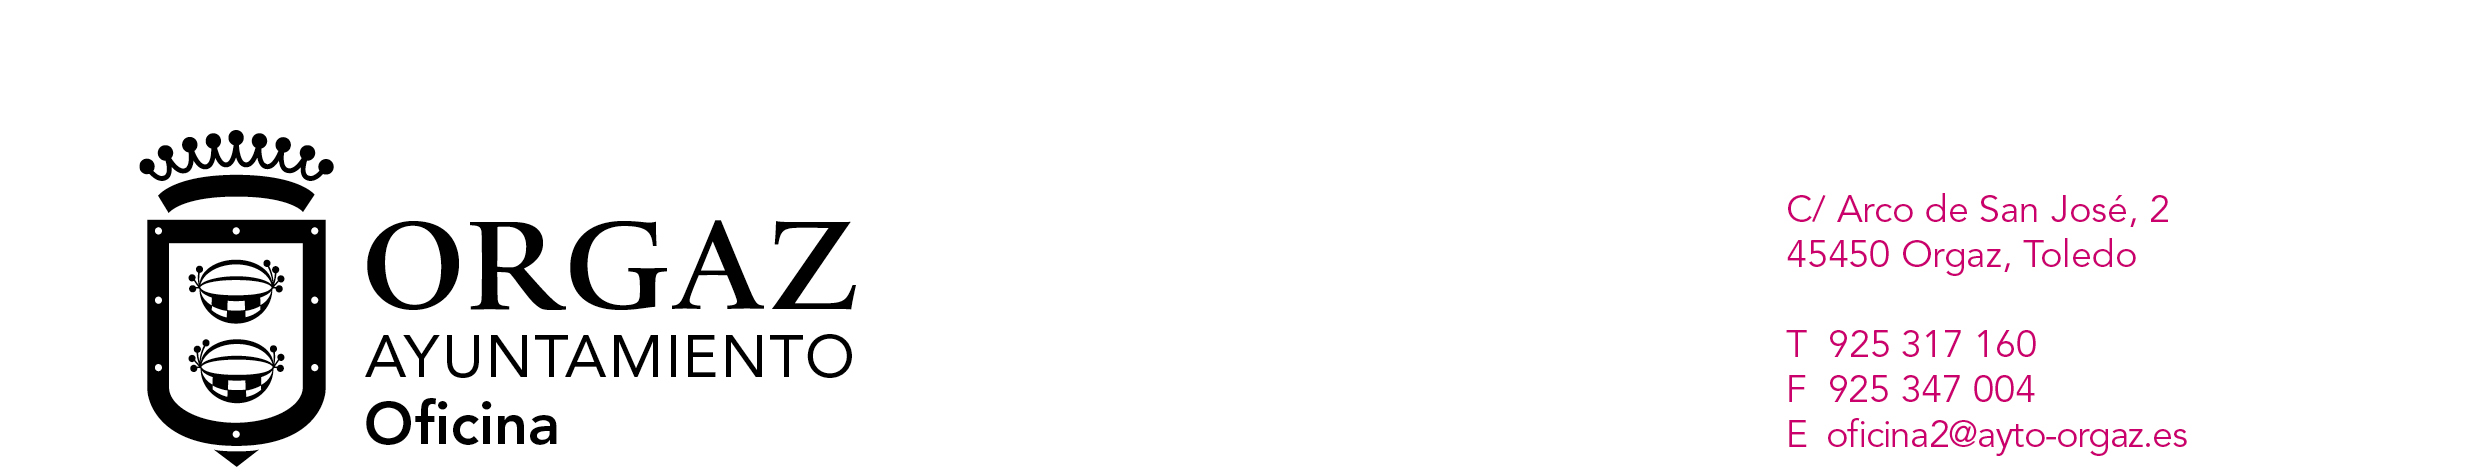 ORGAZ
AYUNTAMIENTO
Oficina
C/ Arco de San José, 2
45450 Orgaz, Toledo
T 925 317 160
F 925 347 004
E oficina2@ayto-orgaz.es